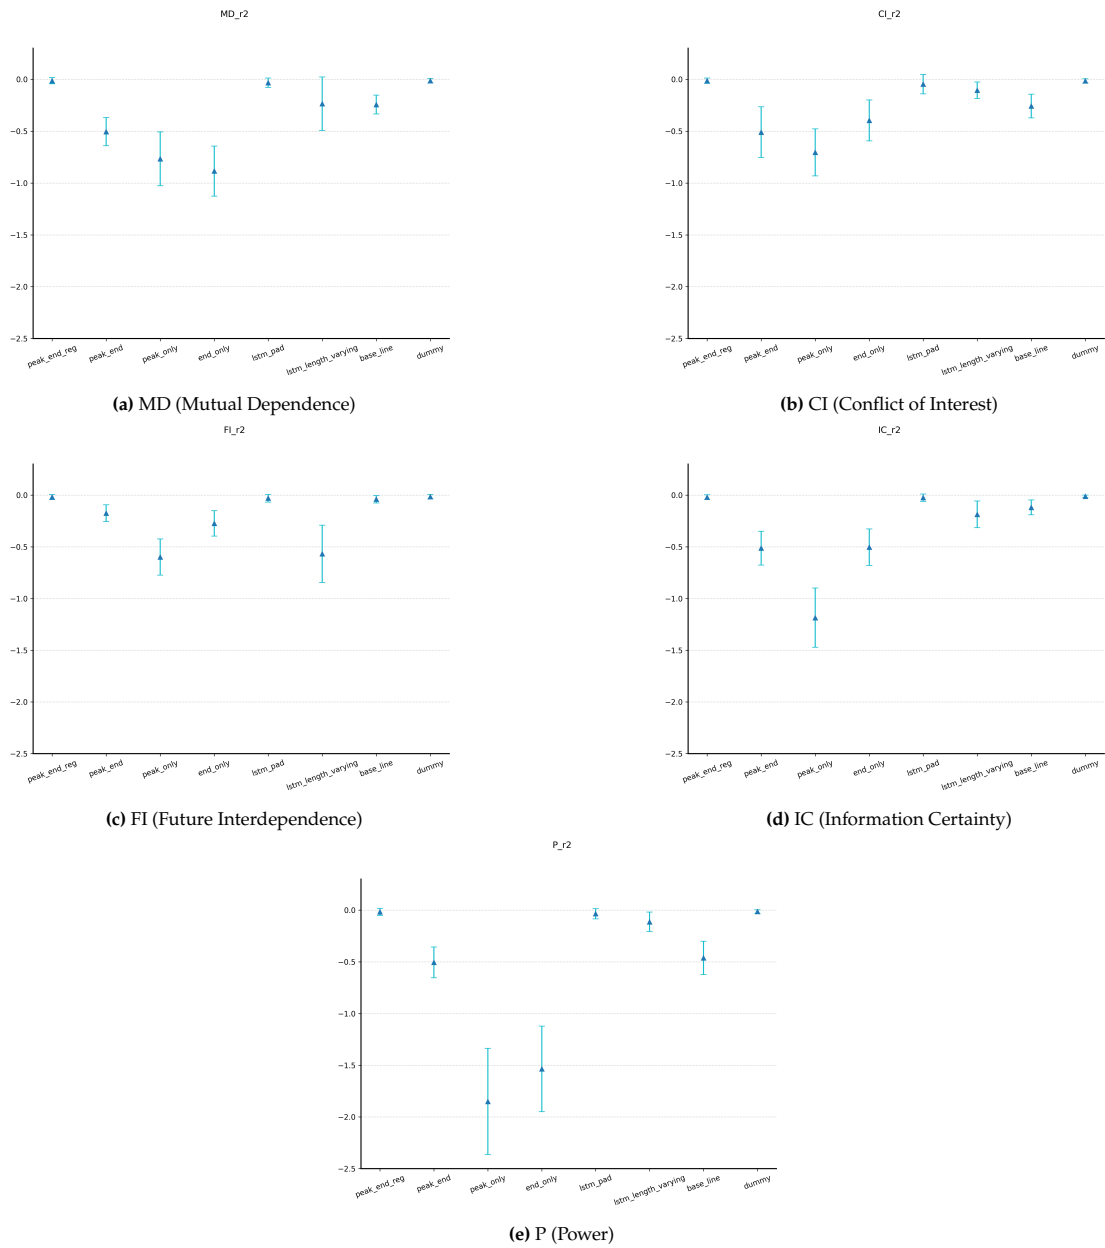 MD_r2
0.0
−0.5
−1.0
−1.5
−2.0
−2.5
peak_end_reg
peak_end
peak_only
end_only
lstm_pad
lstm_length_varying
base_line
dummy
(a) MD (Mutual Dependence)
CI_r2
0.0
−0.5
−1.0
−1.5
−2.0
−2.5
peak_end_reg
peak_end
peak_only
end_only
lstm_pad
lstm_length_varying
base_line
dummy
(b) CI (Conflict of Interest)
FI_r2
0.0
−0.5
−1.0
−1.5
−2.0
−2.5
peak_end_reg
peak_end
peak_only
end_only
lstm_pad
lstm_length_varying
base_line
dummy
(c) FI (Future Interdependence)
IC_r2
0.0
−0.5
−1.0
−1.5
−2.0
−2.5
peak_end_reg
peak_end
peak_only
end_only
lstm_pad
lstm_length_varying
base_line
dummy
(d) IC (Information Certainty)
P_r2
0.0
−0.5
−1.0
−1.5
−2.0
−2.5
peak_end_reg
peak_end
peak_only
end_only
lstm_pad
lstm_length_varying
base_line
dummy
(e) P (Power)